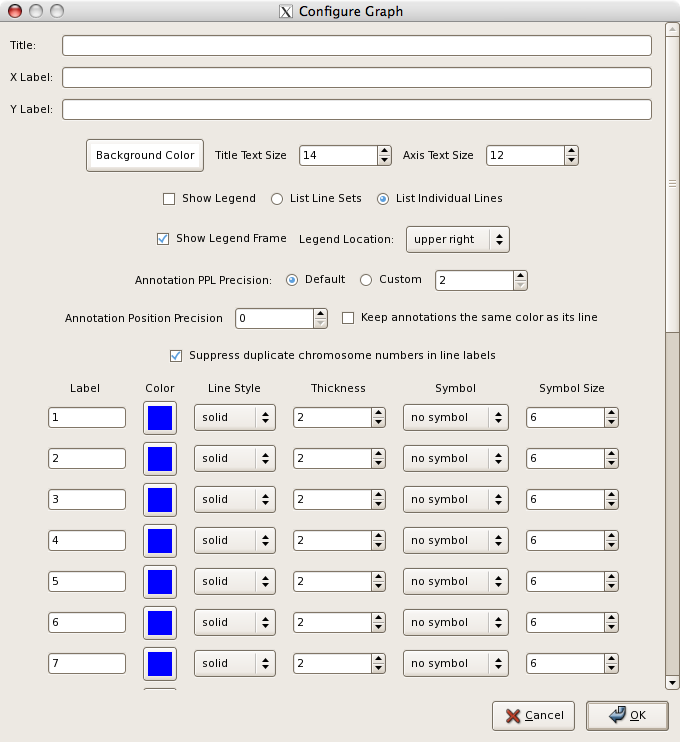 X Configure Graph
Title:
X Label:
Y Label:
Background Color Title Text Size 14 Axis Text Size 12
Show Legend List Line Sets List Individual Lines
Show Legend Frame Legend Location: upper right
Annotation PPL Precision: Default Custom 2
Annotation Position Precision 0 Keep annotations the same color as its line
Suppress duplicate chromosome numbers in line labels
Label Color Line Style Thickness Symbol Symbol Size
1 solid 2 no symbol 6
2 solid 2 no symbol 6
3 solid 2 no symbol 6
4 solid 2 no symbol 6
5 solid 2 no symbol 6
6 solid 2 no symbol 6
7 solid 2 no symbol 6
Cancel OK